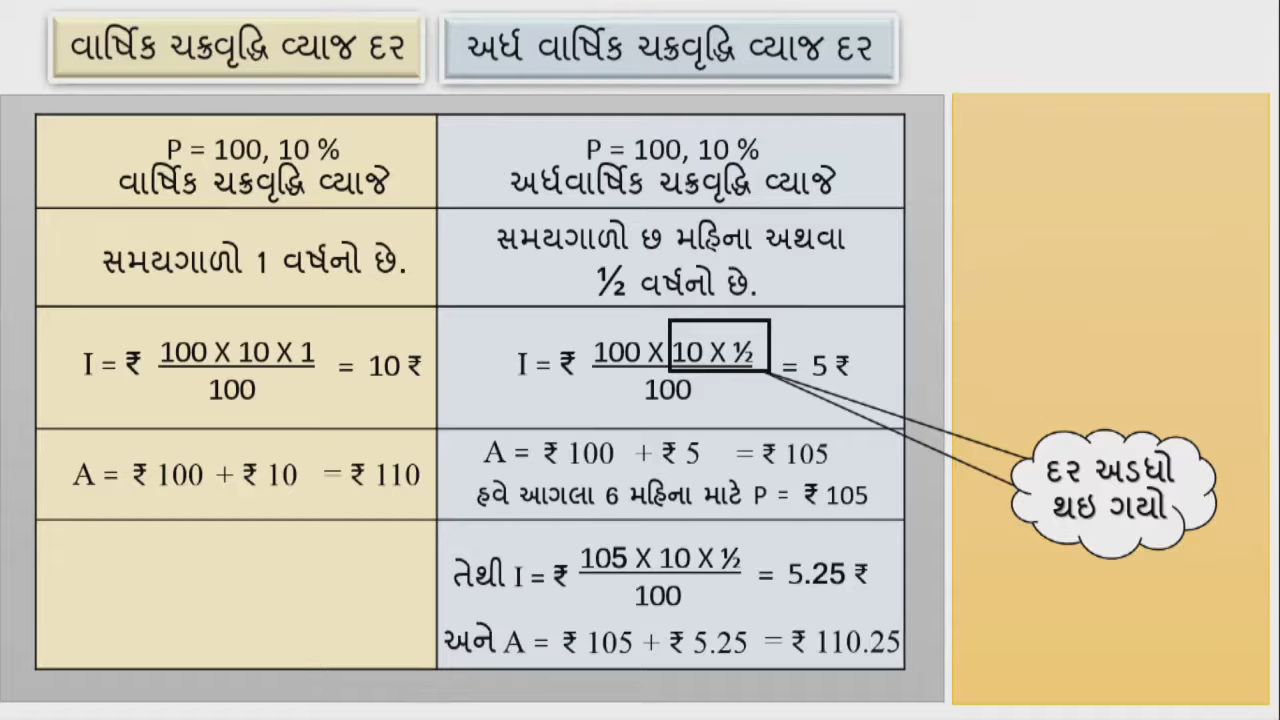 વાર્ષિક ચક્રવૃદ્ધિ વ્યાજ દર
અર્ધ વાર્ષિક ચક્રવૃદ્ધિ વ્યાજ દર
P = 100, 10 %
વાર્ષિક ચક્રવૃદ્ધિ વ્યાજે
P = 100, 10 %
અર્ધવાર્ષિક ચક્રવૃદ્ધિ વ્યાજે
સમયગાળો 1 વર્ષનો છે.
સમયગાળો છ મહિના અથવા
½ વર્ષનો છે.
I = ₹ 100 X 10 X 1 = 10 ₹
100
I = ₹ 100 X 10 X ½ = 5 ₹
100
A = ₹ 100 + ₹ 10 = ₹ 110
A = ₹ 100 + ₹ 5 = ₹ 105
હવે આગલા 6 મહિના માટે P = ₹ 105
દર અડધો
થઇ ગયો
તેથી I = ₹ 105 X 10 X ½ = 5.25 ₹
100
અને A = ₹ 105 + ₹ 5.25 = ₹ 110.25